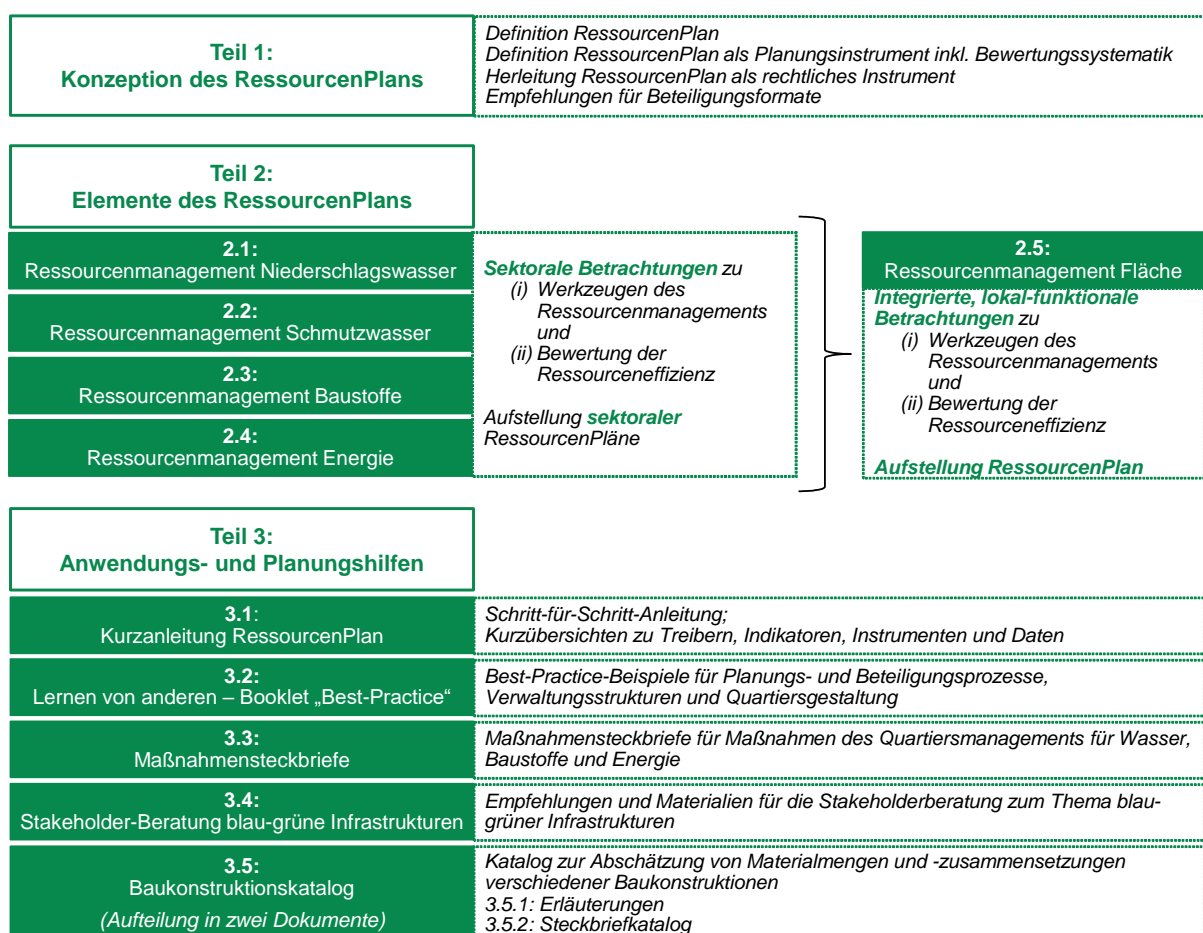 Teil 1:
Konzeption des RessourcenPlans
Definition RessourcenPlan
Definition RessourcenPlan als Planungsinstrument inkl. Bewertungssystematik
Herleitung RessourcenPlan als rechtliches Instrument
Empfehlungen für Beteiligungsformate
Teil 2:
Elemente des RessourcenPlans
2.1:
Ressourcenmanagement Niederschlagswasser
2.2:
Ressourcenmanagement Schmutzwasser
2.3:
Ressourcenmanagement Baustoffe
2.4:
Ressourcenmanagement Energie
Sektorale Betrachtungen zu
(i) Werkzeugen des
Ressourcenmanagements
und
(ii) Bewertung der
Ressourceneffizienz
Aufstellung sektoraler
RessourcenPläne
2.5:
Ressourcenmanagement Fläche
Integrierte, lokal-funktionale
Betrachtungen zu
(i) Werkzeugen des
Ressourcenmanagements
und
(ii) Bewertung der
Ressourceneffizienz
Aufstellung RessourcenPlan
Teil 3:
Anwendungs- und Planungshilfen
3.1:
Kurzanleitung RessourcenPlan
Schritt-für-Schritt-Anleitung;
Kurzübersichten zu Treibern, Indikatoren, Instrumenten und Daten
3.2:
Lernen von anderen – Booklet „Best-Practice“
Best-Practice-Beispiele für Planungs- und Beteiligungsprozesse,
Verwaltungsstrukturen und Quartiersgestaltung
3.3:
Maßnahmensteckbriefe
Maßnahmensteckbriefe für Maßnahmen des Quartiersmanagements für Wasser,
Baustoffe und Energie
3.4:
Stakeholder-Beratung blau-grüne Infrastrukturen
Empfehlungen und Materialien für die Stakeholderberatung zum Thema blau-
grüner Infrastrukturen
3.5:
Baukonstruktionskatalog
(Aufteilung in zwei Dokumente)
Katalog zur Abschätzung von Materialmengen und -zusammensetzungen
verschiedener Baukonstruktionen
3.5.1: Erläuterungen
3.5.2: Steckbriefkatalog